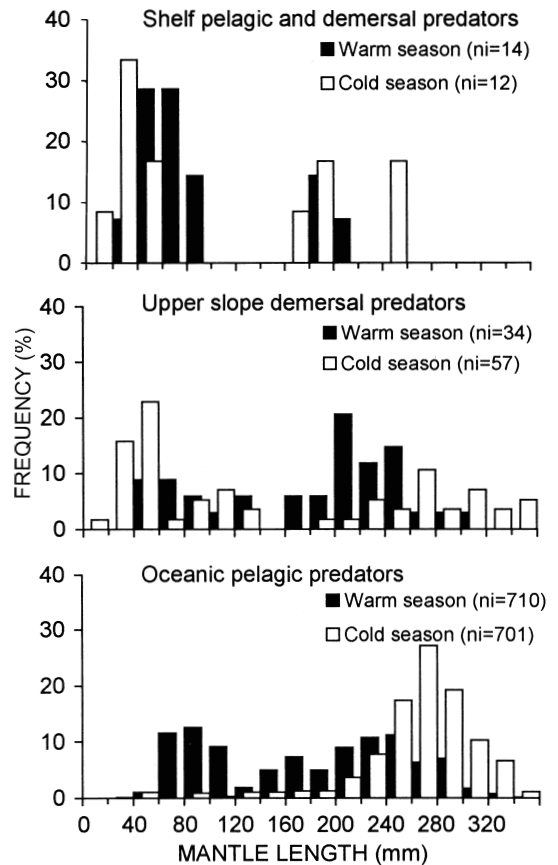 Shelf pelagic and demersal predators
Warm season (ni=14)
Cold season (ni=12)
40
30
20
10
0
Upper slope demersal predators
Warm season (ni=34)
Cold season (ni=57)
40
30
20
10
0
FREQUENCY (%)
Oceanic pelagic predators
Warm season (ni=710)
Cold season (ni=701)
40
30
20
10
0
0 40 80 120 160 200 240 280 320
MANTLE LENGTH (mm)